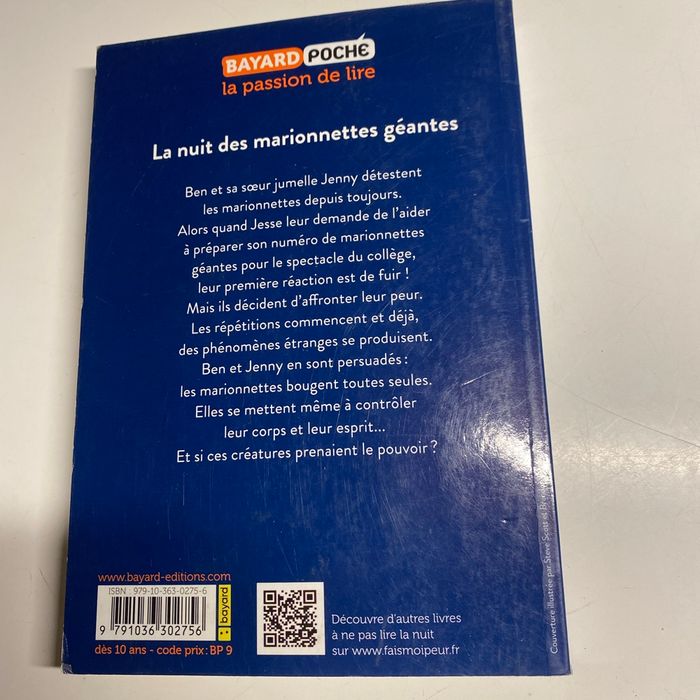 BAYARD POCHE
la passion de lire
La nuit des marionnettes géantes
Ben et sa sœur jumelle Jenny détestent
les marionnettes depuis toujours.
Alors quand Jesse leur demande de l'aider
à préparer son numéro de marionnettes
géantes pour le spectacle du collège,
leur première réaction est de fuir !
Mais ils décident d'affronter leur peur.
Les répétitions commencent et déjà,
des phénomènes étranges se produisent.
Ben et Jenny en sont persuadés :
les marionnettes bougent toutes seules.
Elles se mettent même à contrôler
leur corps et leur esprit...
Et si ces créatures prenaient le pouvoir ?
www.bayard-editions.com
ISBN : 979-10-363-0275-6
bayard
9 791036 302756
dès 10 ans - code prix : BP 9
Découvre d'autres livres
à ne pas lire la nuit
sur www.faismoipeur.fr
Couverture illustrée par Steve Scott et